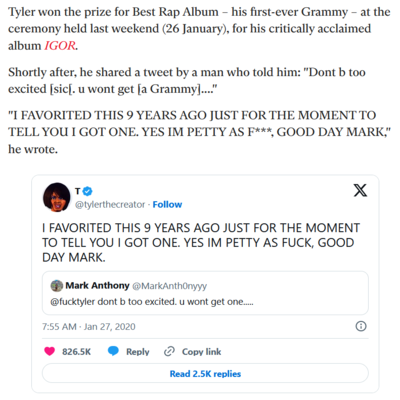 Tyler won the prize for Best Rap Album – his first-ever Grammy – at the
ceremony held last weekend (26 January), for his critically acclaimed
album IGOR.
Shortly after, he shared a tweet by a man who told him: "Dont b too
excited [sic[. u wont get [a Grammy]...."
"I FAVORITED THIS 9 YEARS AGO JUST FOR THE MOMENT TO
TELL YOU I GOT ONE. YES IM PETTY AS F***, GOOD DAY MARK,"
he wrote.
T
@tylerthecreator · Follow
I FAVORITED THIS 9 YEARS AGO JUST FOR THE MOMENT
TO TELL YOU I GOT ONE. YES IM PETTY AS FUCK, GOOD
DAY MARK.
Mark Anthony @MarkAnth0nyyy
@fucktyler dont b too excited. u wont get one.....
7:55 AM · Jan 27, 2020
826.5K Reply Copy link
Read 2.5K replies